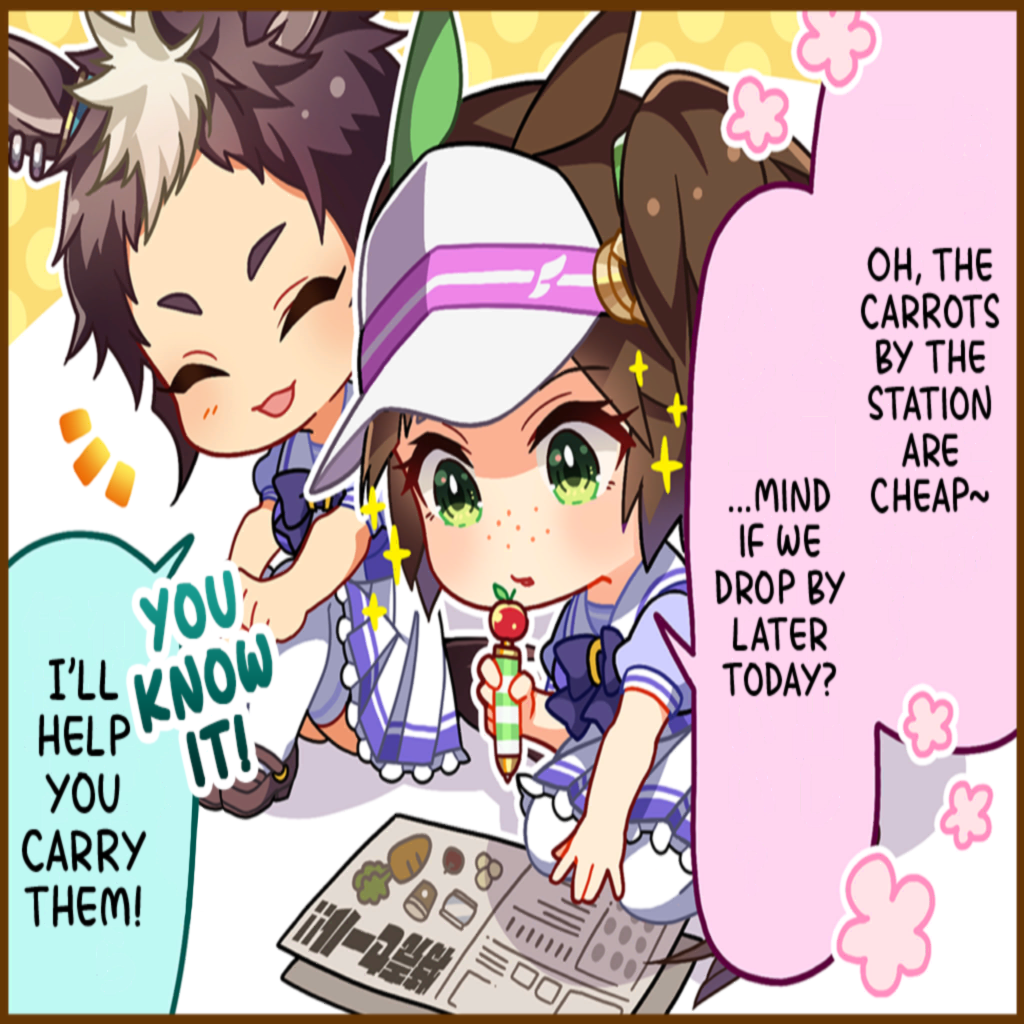 OH, THE
CARROTS
BY THE
STATION
ARE
CHEAP~
...MIND
IF WE
DROP BY
LATER
TODAY?
YOU
KNOW
IT!
I'LL
HELP
YOU
CARRY
THEM!